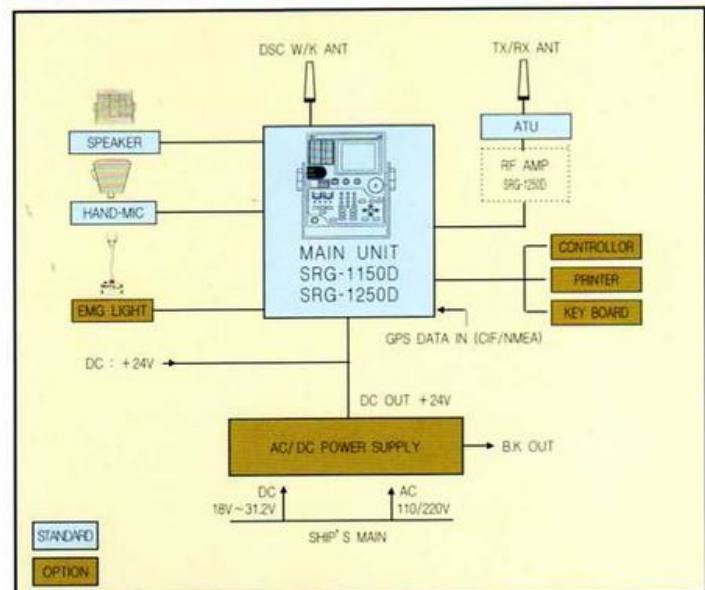 DSC W/K ANT
TX/RX ANT
SPEAKER
ATU
RF AMP
SRG-1250D
HAND-MIC
MAIN UNIT
SRG-1150D
SRG-1250D
CONTROLLOR
PRINTER
KEY BOARD
EMG LIGHT
GPS DATA IN (CIF/NMEA)
DC : +24V
DC OUT +24V
AC/DC POWER SUPPLY
B.K OUT
DC
18V~31.2V
AC
110/220V
SHIP'S MAIN
STANDARD
OPTION